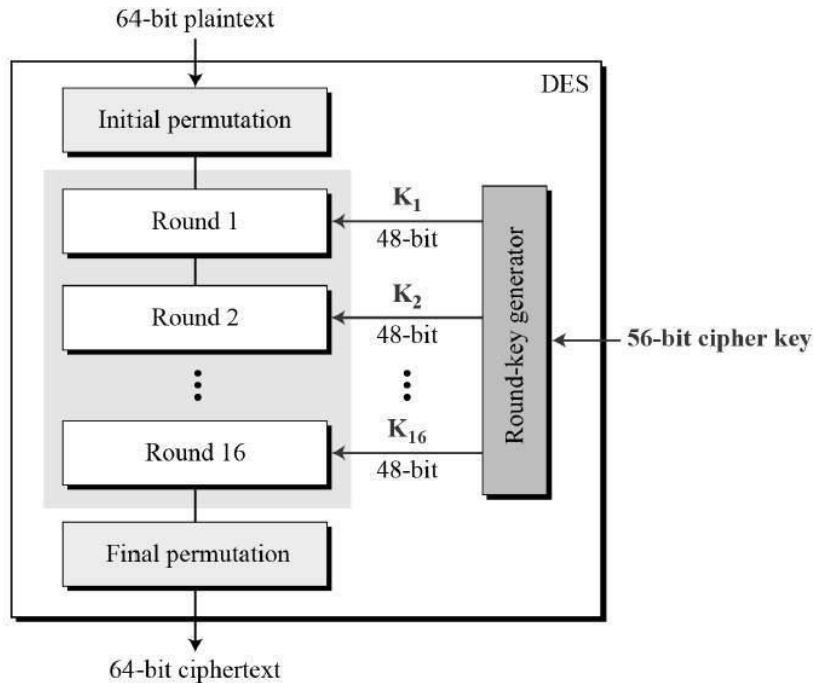 64-bit plaintext
DES
Initial permutation
Round 1
K1
48-bit
Round 2
K2
48-bit
Round-key generator
56-bit cipher key
Round 16
K16
48-bit
Final permutation
64-bit ciphertext